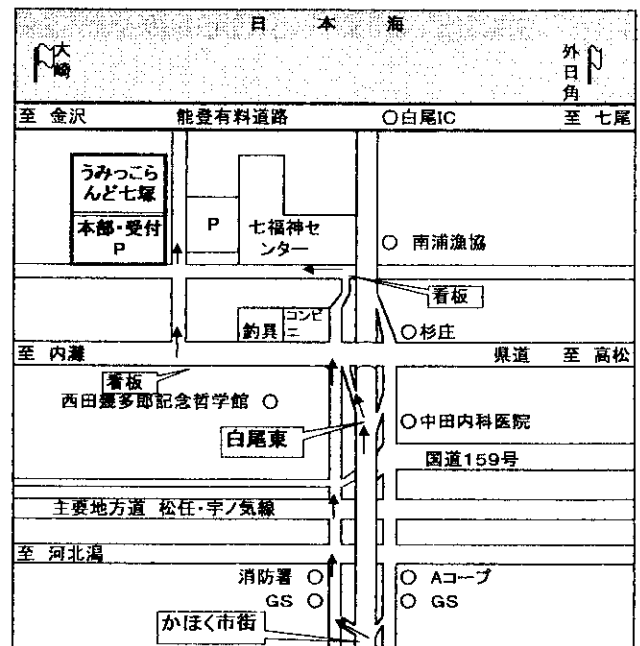 日本海
大崎
外日角
至 金沢
能登有料道路
○白尾IC
至 七尾
うみっこら
んど七塚
本部・受付
P
P
七福神セ
ンター
○ 南浦漁協
看板
釣具
コンビ
ニ
○杉庄
至 内灘
県道 至 高松
看板
西田幾多郎記念哲学館 ○
○中田内科医院
白尾東
国道159号
主要地方道 松任・宇ノ気線
至 河北潟
消防署 ○
○ Aコープ
GS ○
○ GS
かほく市街